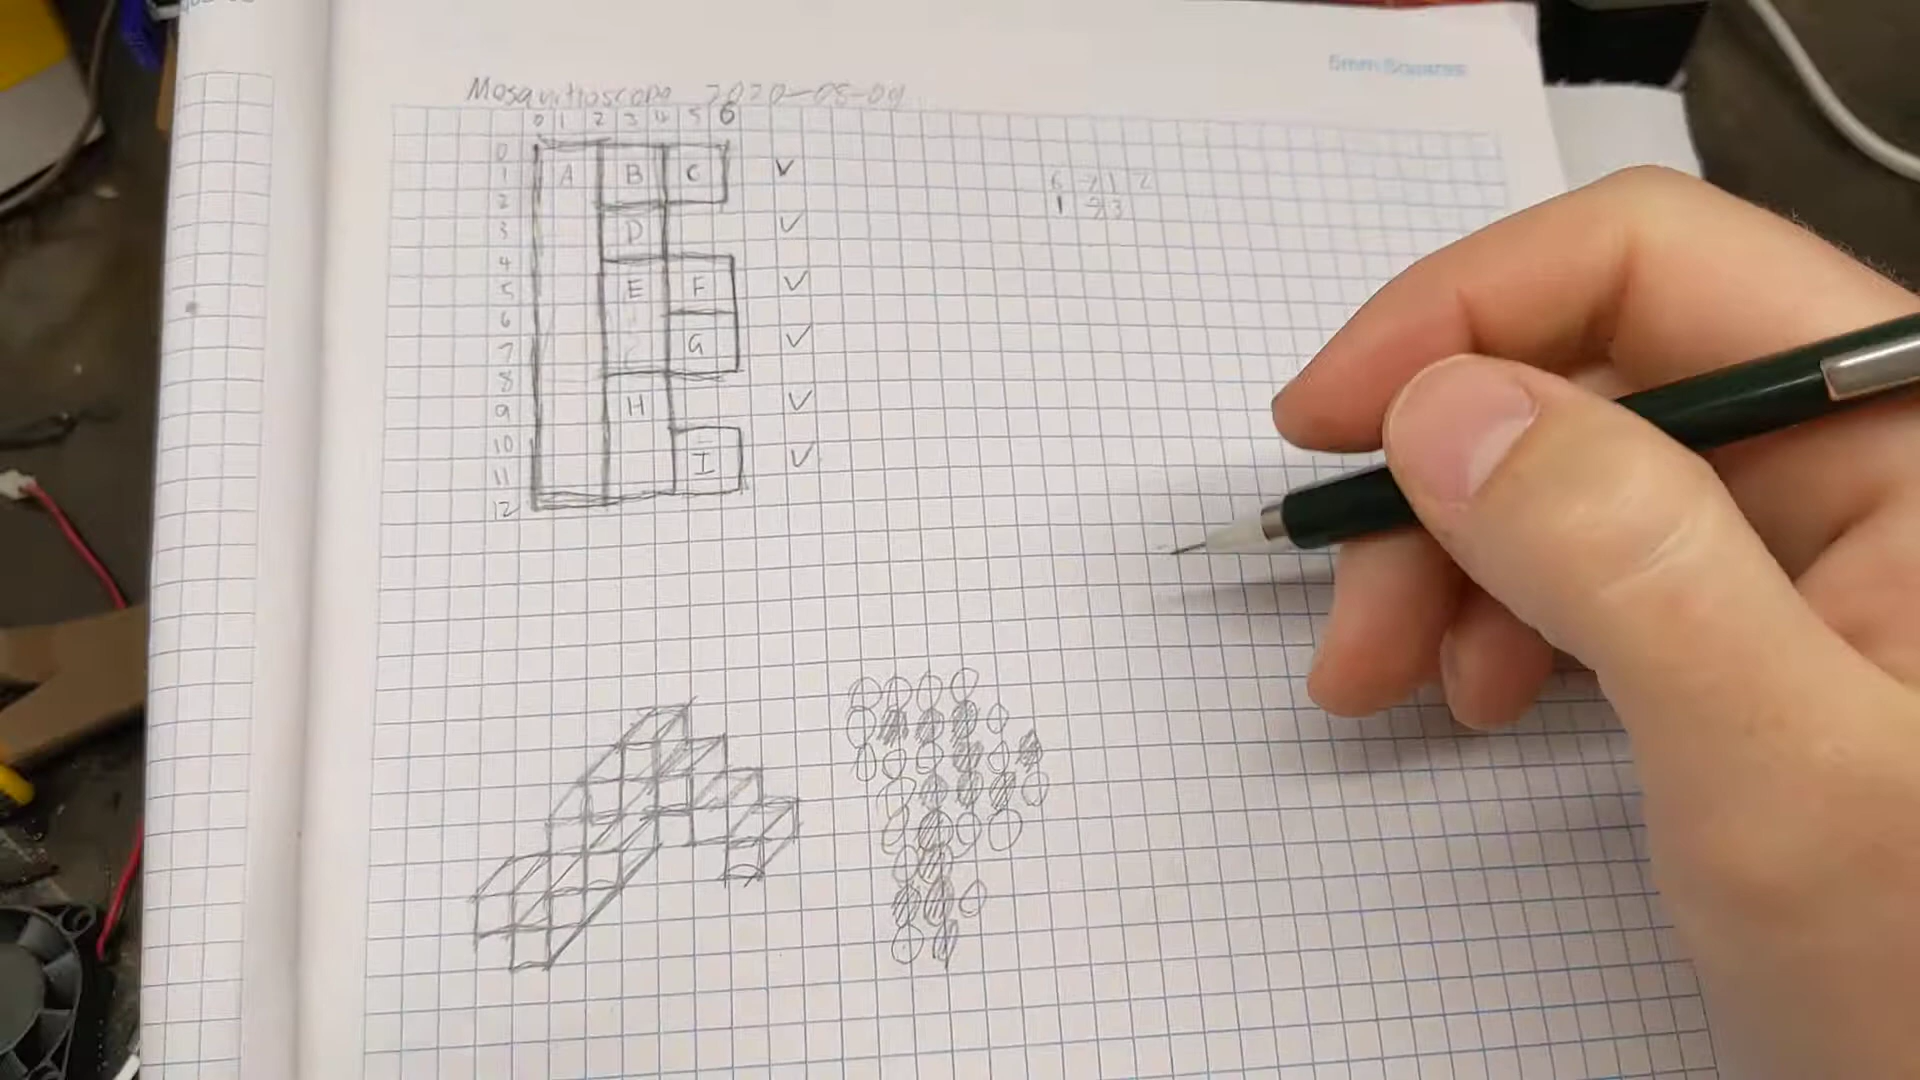 5mm Squares
Mosquitoscope 2020-05-09
0 1 2 3 4 5 6
0
1 A B C ✓
2
3 D ✓
4
5 E F ✓
6
7 G ✓
8
9 H ✓
10
11 I ✓
12